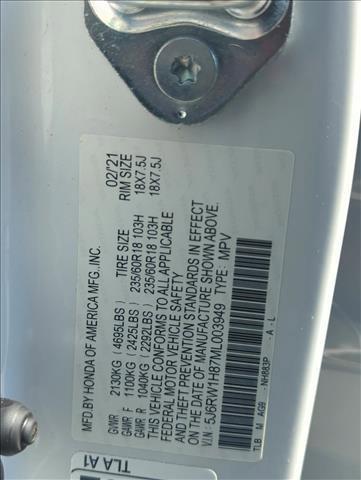 MFD.BY HONDA OF AMERICA MFG., INC. 02/'21
TIRE SIZE RIM SIZE
GVWR 2130KG (4695LBS)
GAWR F 1100KG (2425LBS) 235/60R18 103H 18X7.5J
GAWR R 1040KG (2292LBS) 235/60R18 103H 18X7.5J
THIS VEHICLE CONFORMS TO ALL APPLICABLE
FEDERAL MOTOR VEHICLE SAFETY
AND THEFT PREVENTION STANDARDS IN EFFECT
ON THE DATE OF MANUFACTURE SHOWN ABOVE.
V.I.N.: 5J6RW1H87ML003949 TYPE: MPV
TLB M AG9 NH883P - A - L
TLA A1